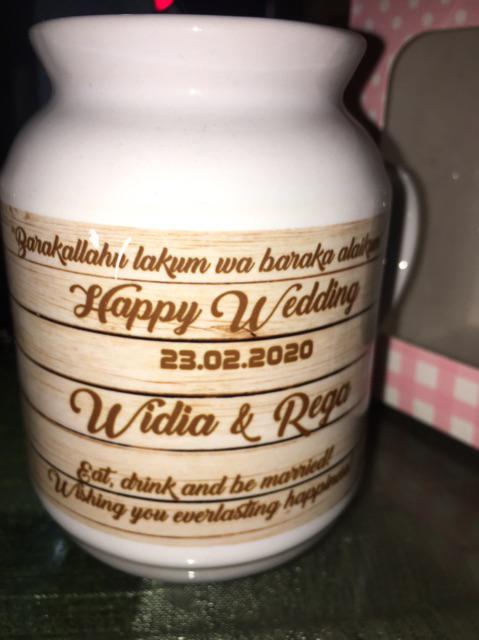 "Barakallahu lakum wa baraka alaikum
Happy Wedding
23.02.2020
Widia & Rega
Eat, drink and be married!
Wishing you everlasting happiness